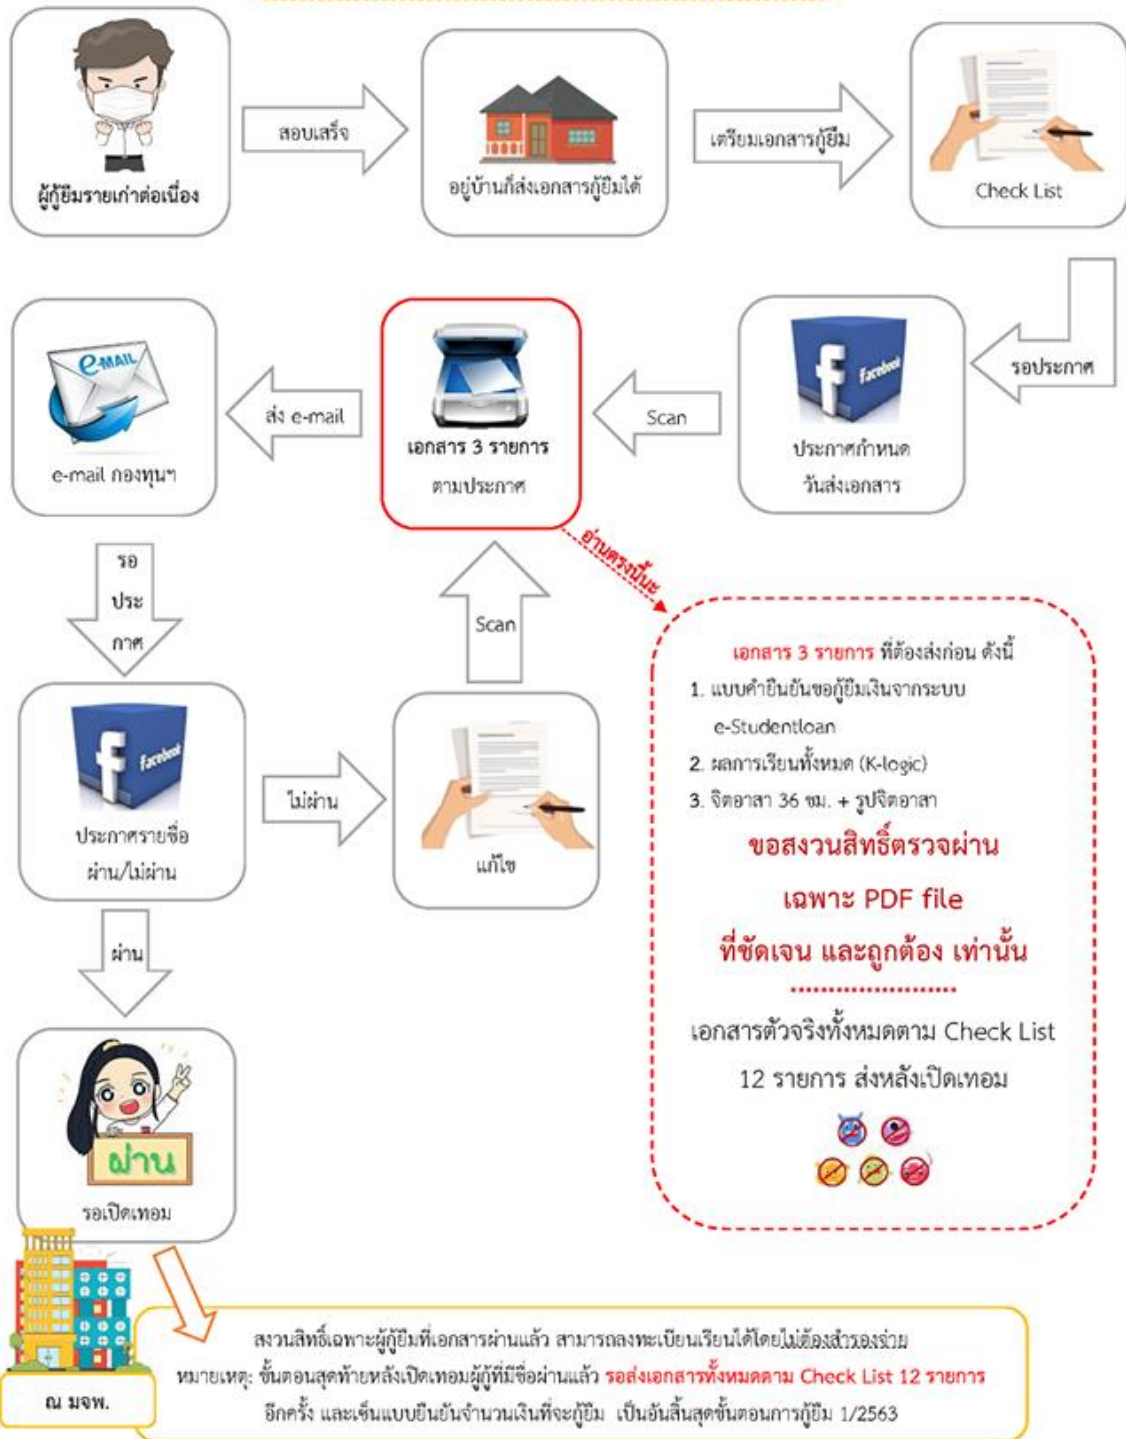 ผู้กู้ยืมรายเก่าต่อเนื่อง
สอบเสร็จ
อยู่บ้านก็ส่งเอกสารกู้ยืมได้
เตรียมเอกสารกู้ยืม
Check List
รอประกาศ
facebook
ประกาศกำหนด
วันส่งเอกสาร
Scan
เอกสาร 3 รายการ
ตามประกาศ
ส่ง e-mail
e-MAIL
e-mail กองทุนฯ
รอ
ประ
กาศ
facebook
ประกาศรายชื่อ
ผ่าน/ไม่ผ่าน
ไม่ผ่าน
แก้ไข
Scan
อ่านตรงนี้นะ
เอกสาร 3 รายการ ที่ต้องส่งก่อน ดังนี้
1. แบบคำยืนยันขอกู้ยืมเงินจากระบบ
e-Studentloan
2. ผลการเรียนทั้งหมด (K-logic)
3. จิตอาสา 36 ชม. + รูปจิตอาสา
ขอสงวนสิทธิ์ตรวจผ่าน
เฉพาะ PDF file
ที่ชัดเจน และถูกต้อง เท่านั้น
เอกสารตัวจริงทั้งหมดตาม Check List
12 รายการ ส่งหลังเปิดเทอม
ผ่าน
ผ่าน
รอเปิดเทอม
ณ มจพ.
สงวนสิทธิ์เฉพาะผู้กู้ยืมที่เอกสารผ่านแล้ว สามารถลงทะเบียนเรียนได้โดยไม่ต้องสำรองจ่าย
หมายเหตุ: ขั้นตอนสุดท้ายหลังเปิดเทอมผู้กู้ที่มีชื่อผ่านแล้ว รอส่งเอกสารทั้งหมดตาม Check List 12 รายการ
อีกครั้ง และเซ็นแบบยืนยันจำนวนเงินที่จะกู้ยืม เป็นอันสิ้นสุดขั้นตอนการกู้ยืม 1/2563